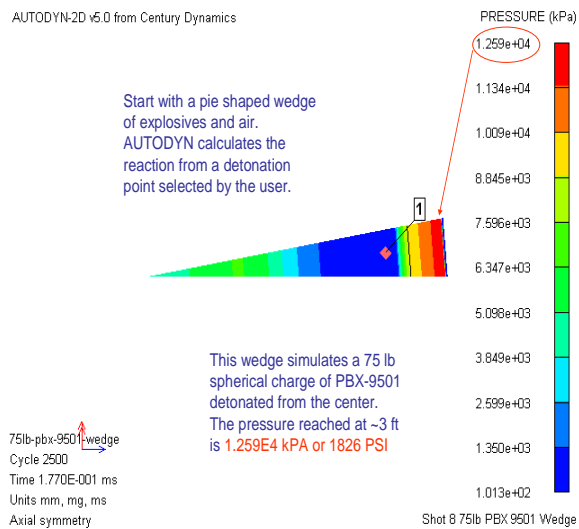 AUTODYN-2D v5.0 from Century Dynamics
PRESSURE (kPa)
1.259e+04
1.134e+04
1.009e+04
8.845e+03
7.596e+03
6.347e+03
5.098e+03
3.849e+03
2.599e+03
1.350e+03
1.013e+02
Start with a pie shaped wedge
of explosives and air.
AUTODYN calculates the
reaction from a detonation
point selected by the user.
1
This wedge simulates a 75 lb
spherical charge of PBX-9501
detonated from the center.
The pressure reached at ~3 ft
is 1.259E4 kPa or 1826 PSI
75lb-pbx-9501-wedge
Cycle 2500
Time 1.770E-001 ms
Units mm, mg, ms
Axial symmetry
Shot 8 75lb PBX 9501 Wedge